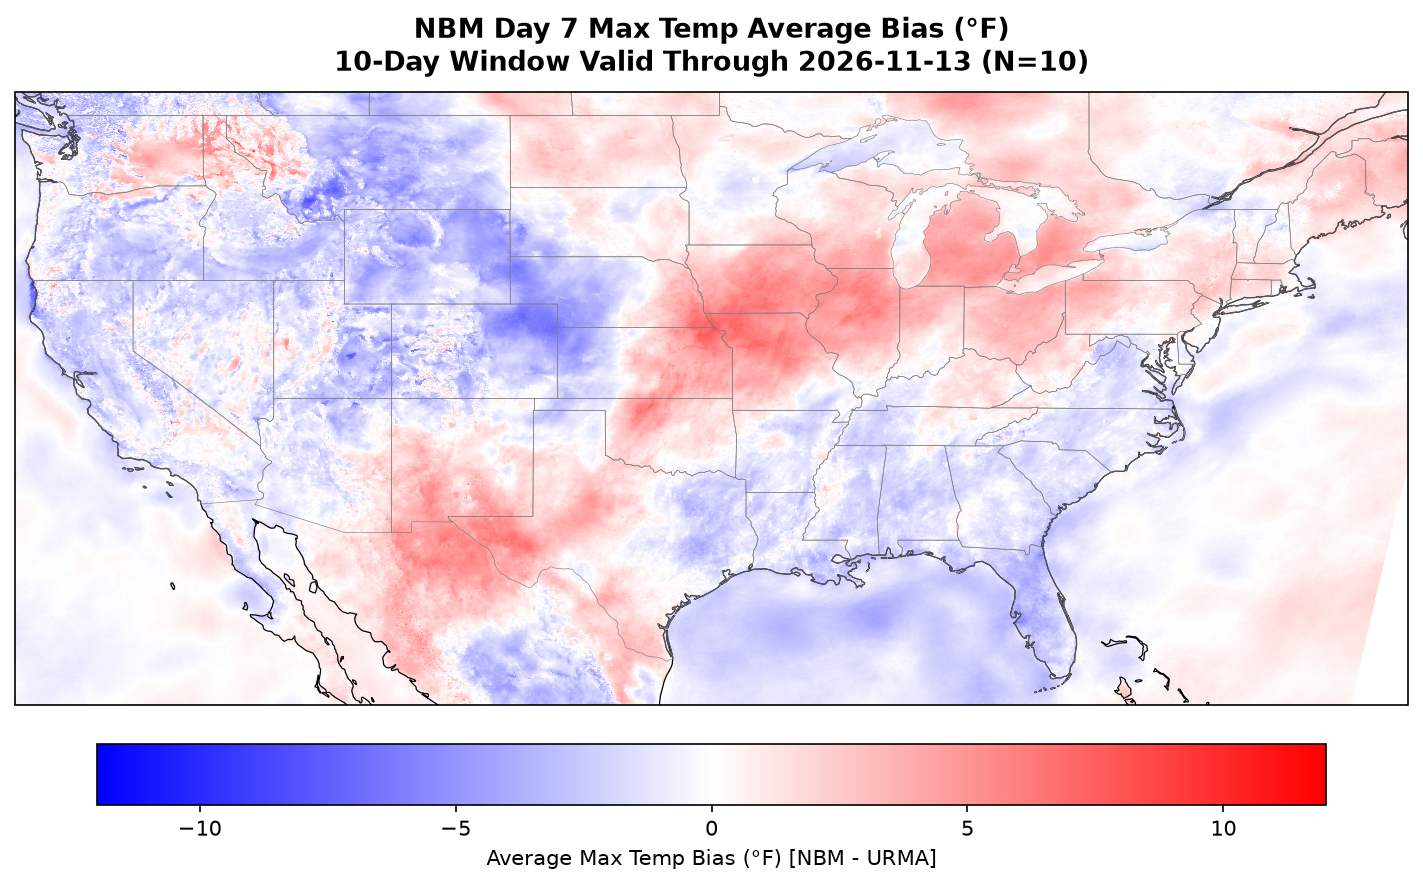 NBM Day 7 Max Temp Average Bias (°F)
10-Day Window Valid Through 2026-11-13 (N=10)
−10 −5 0 5 10
Average Max Temp Bias (°F) [NBM - URMA]